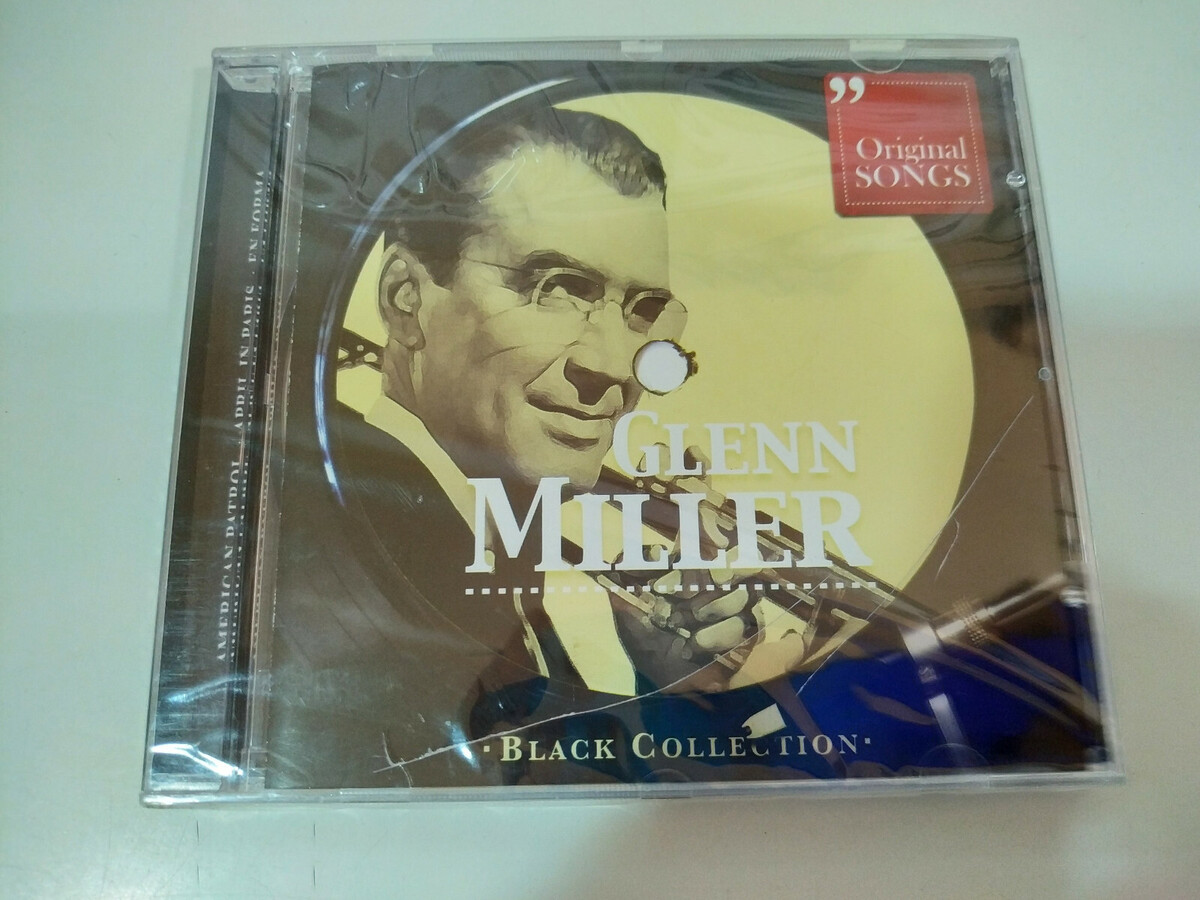 ”
Original
SONGS
GLENN
MILLER
·BLACK COLLECTION·
AMERICAN PATROL · APRIL IN PARIS · EN FORMA